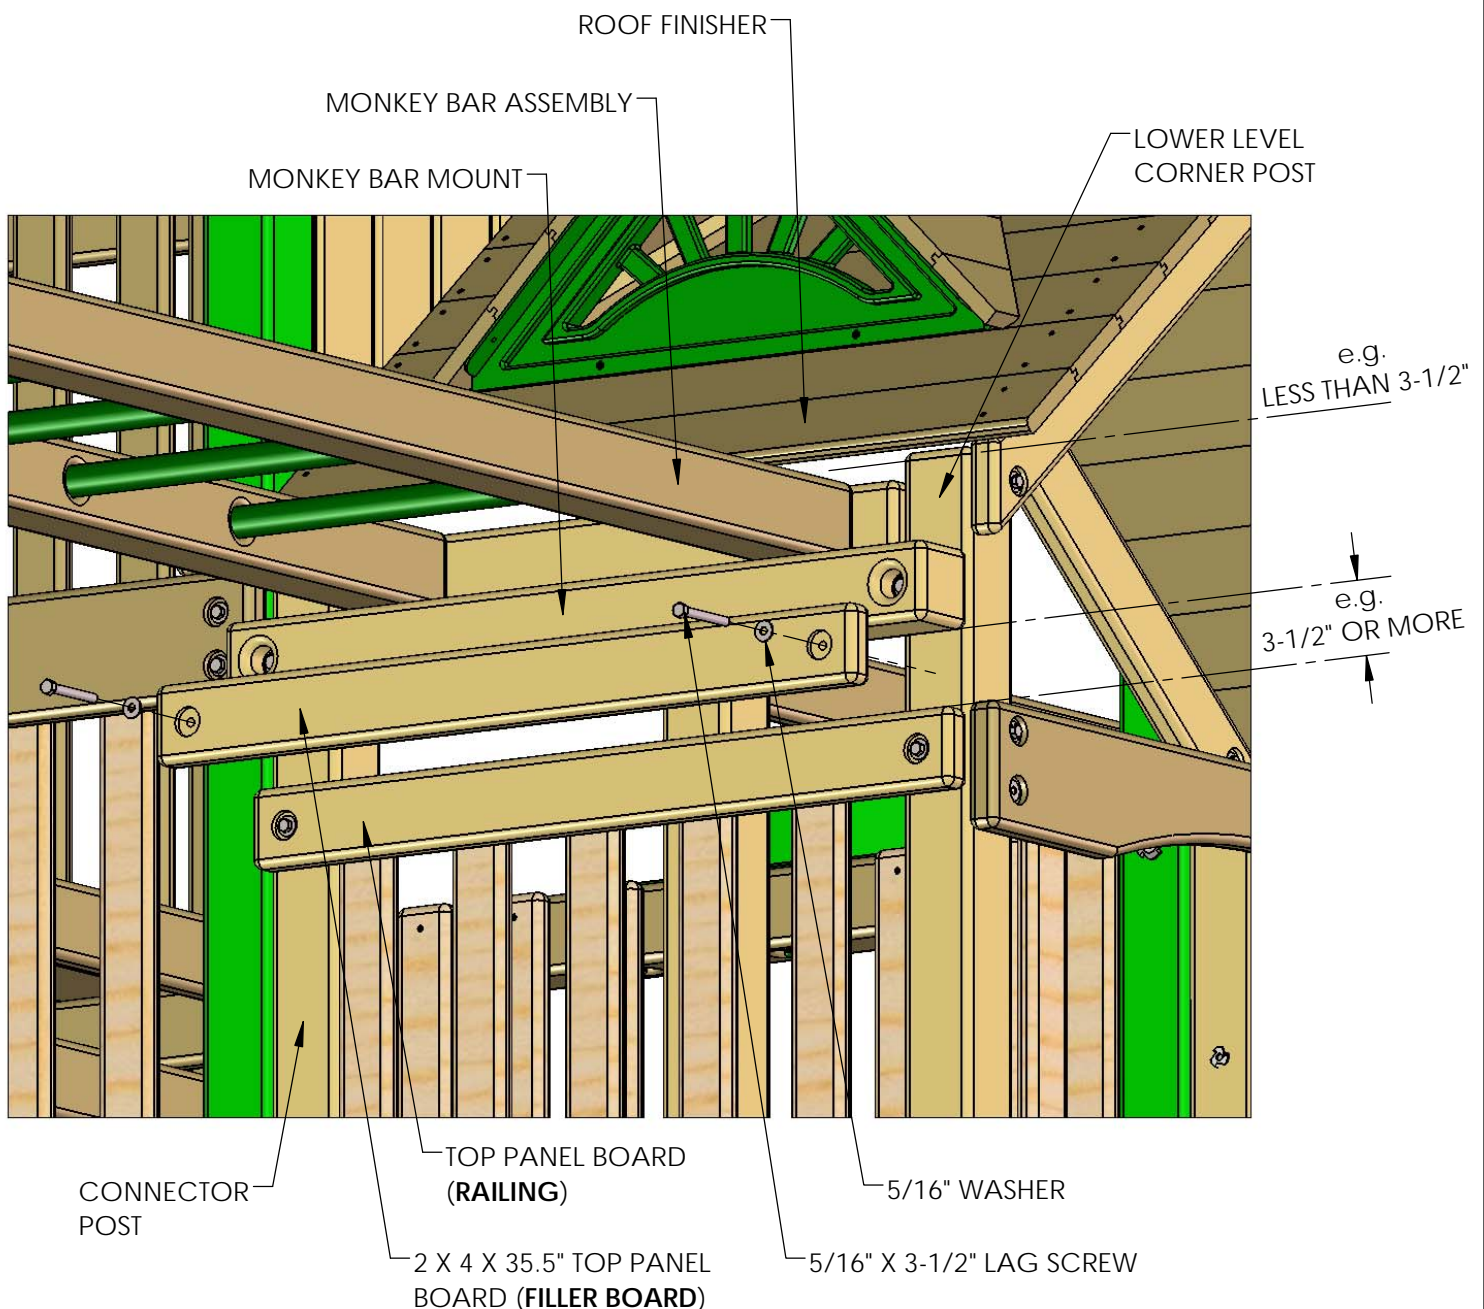 ROOF FINISHER
MONKEY BAR ASSEMBLY
LOWER LEVEL
CORNER POST
MONKEY BAR MOUNT
e.g.
LESS THAN 3-1/2"
e.g.
3-1/2" OR MORE
TOP PANEL BOARD
(RAILING)
CONNECTOR
POST
5/16" WASHER
2 X 4 X 35.5" TOP PANEL
BOARD (FILLER BOARD)
5/16" X 3-1/2" LAG SCREW